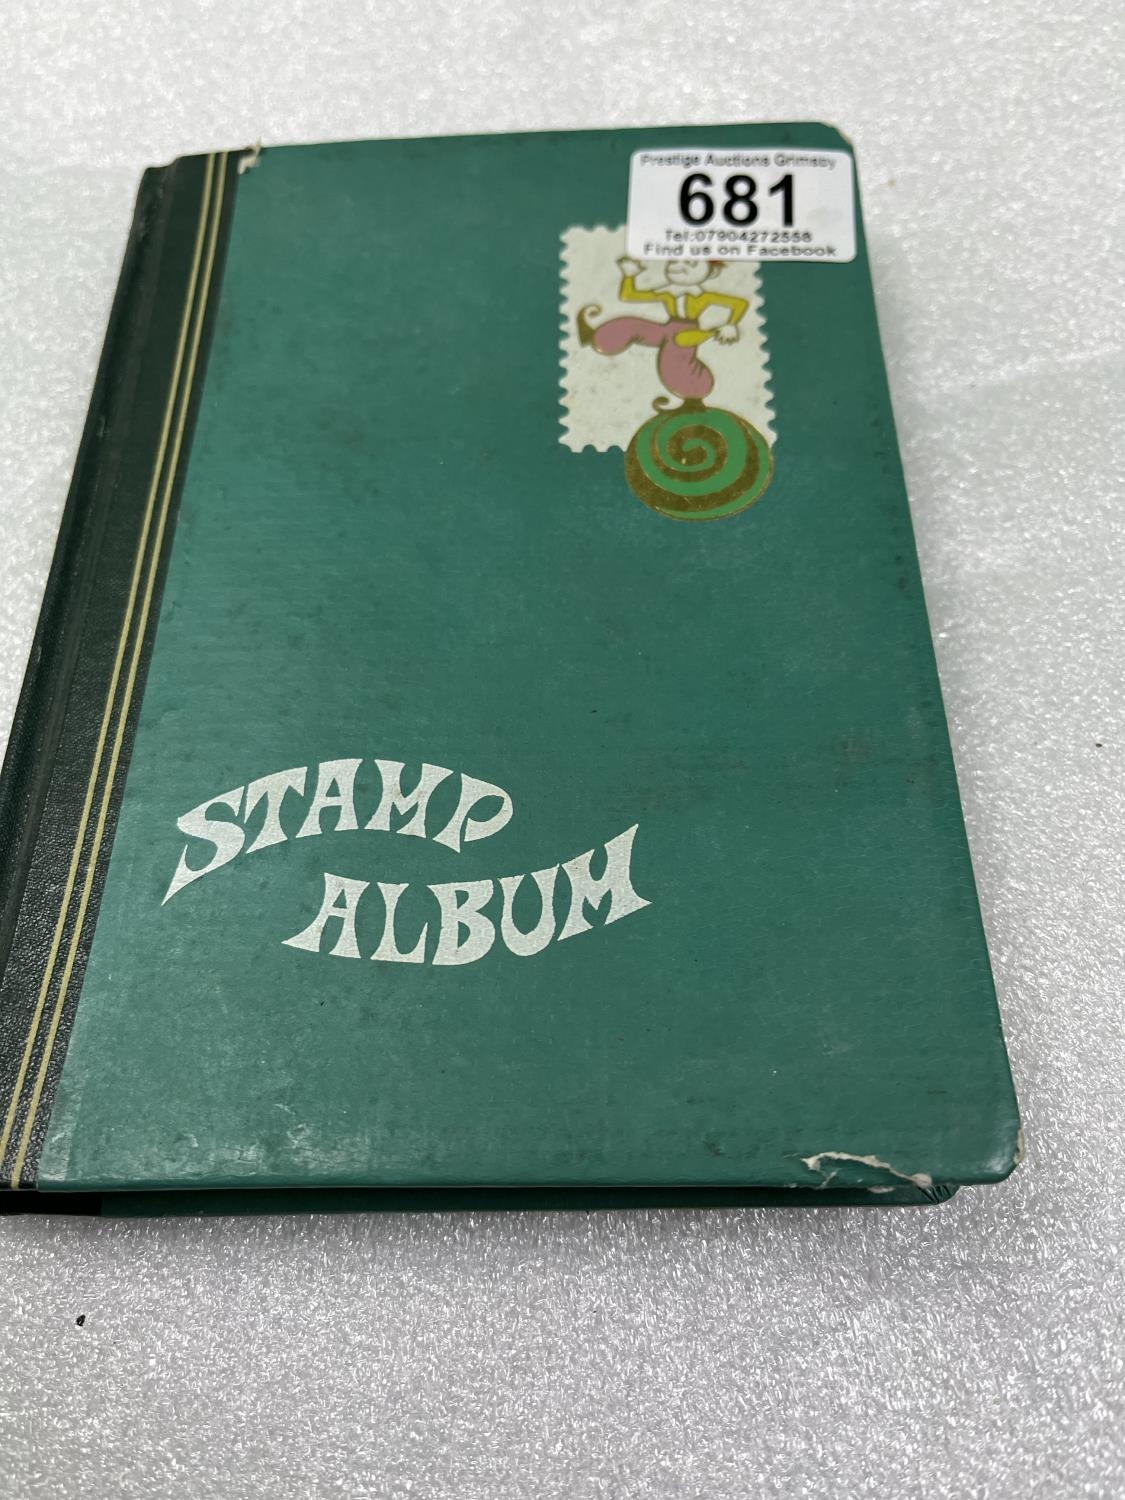 Prestige Auctions Grimsby
681
Tel:07904272558
Find us on Facebook
STAMP
ALBUM